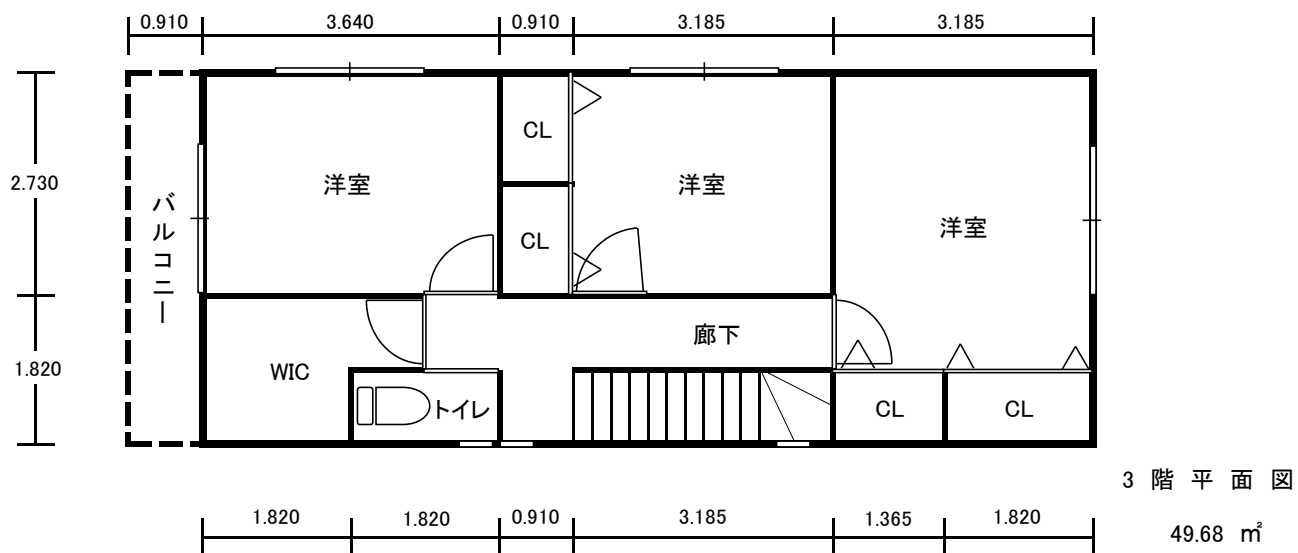 0.910 3.640 0.910 3.185 3.185
2.730
1.820
バルコニー
洋室
CL
CL
洋室
洋室
WIC
トイレ
廊下
CL
CL
1.820 1.820 0.910 3.185 1.365 1.820
3 階 平 面 図
49.68 ㎡